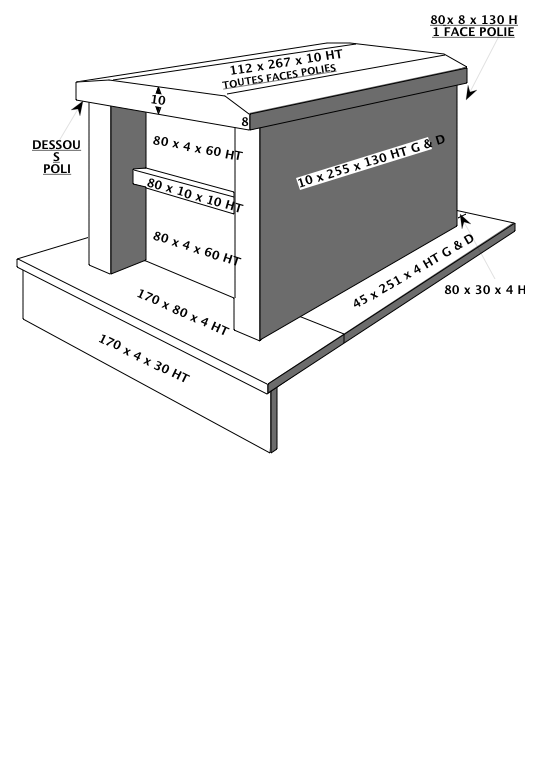 80x 8 x 130 H
1 FACE POLIE
112 x 267 x 10 HT
TOUTES FACES POLIES
10
8
DESSOU
S
POLI
80 x 4 x 60 HT
10 x 255 x 130 HT G & D
80 x 10 x 10 HT
80 x 4 x 60 HT
45 x 251 x 4 HT G & D
80 x 30 x 4 H
170 x 80 x 4 HT
170 x 4 x 30 HT